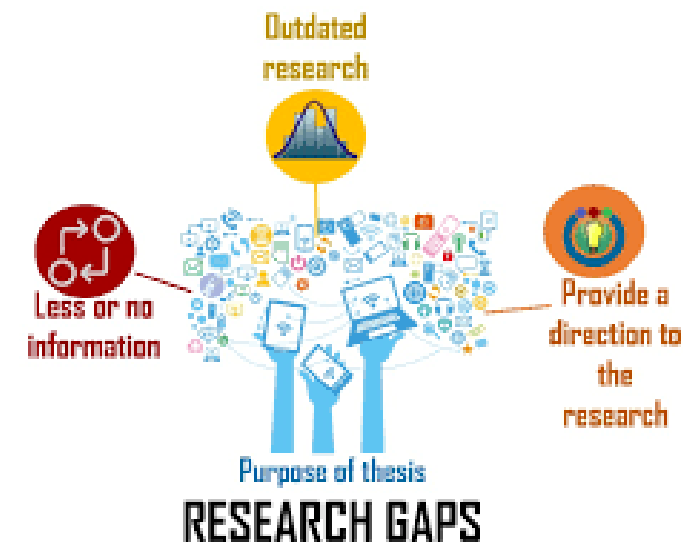 Outdated
research
Less or no
information
Provide a
direction to
the
research
Purpose of thesis
RESEARCH GAPS